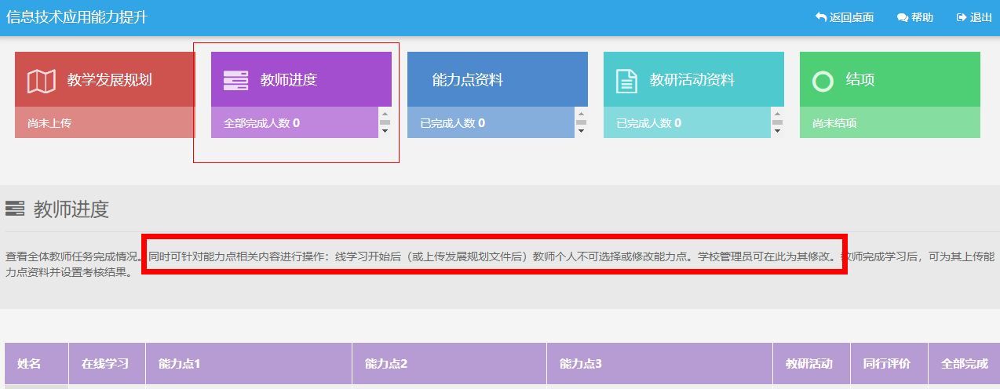 信息技术应用能力提升
返回桌面 帮助 退出
教学发展规划 教师进度 能力点资料 教研活动资料 结项
尚未上传 全部完成人数 0 已完成人数 0 已完成人数 0 尚未结项
教师进度
查看全体教师任务完成情况。同时可针对能力点相关内容进行操作：线学习开始后（或上传发展规划文件后）教师个人不可选择或修改能力点。学校管理员可在此为其修改。教师完成学习后，可为其上传能
力点资料并设置考核结果。
姓名 在线学习 能力点1 能力点2 能力点3 教研活动 同行评价 全部完成